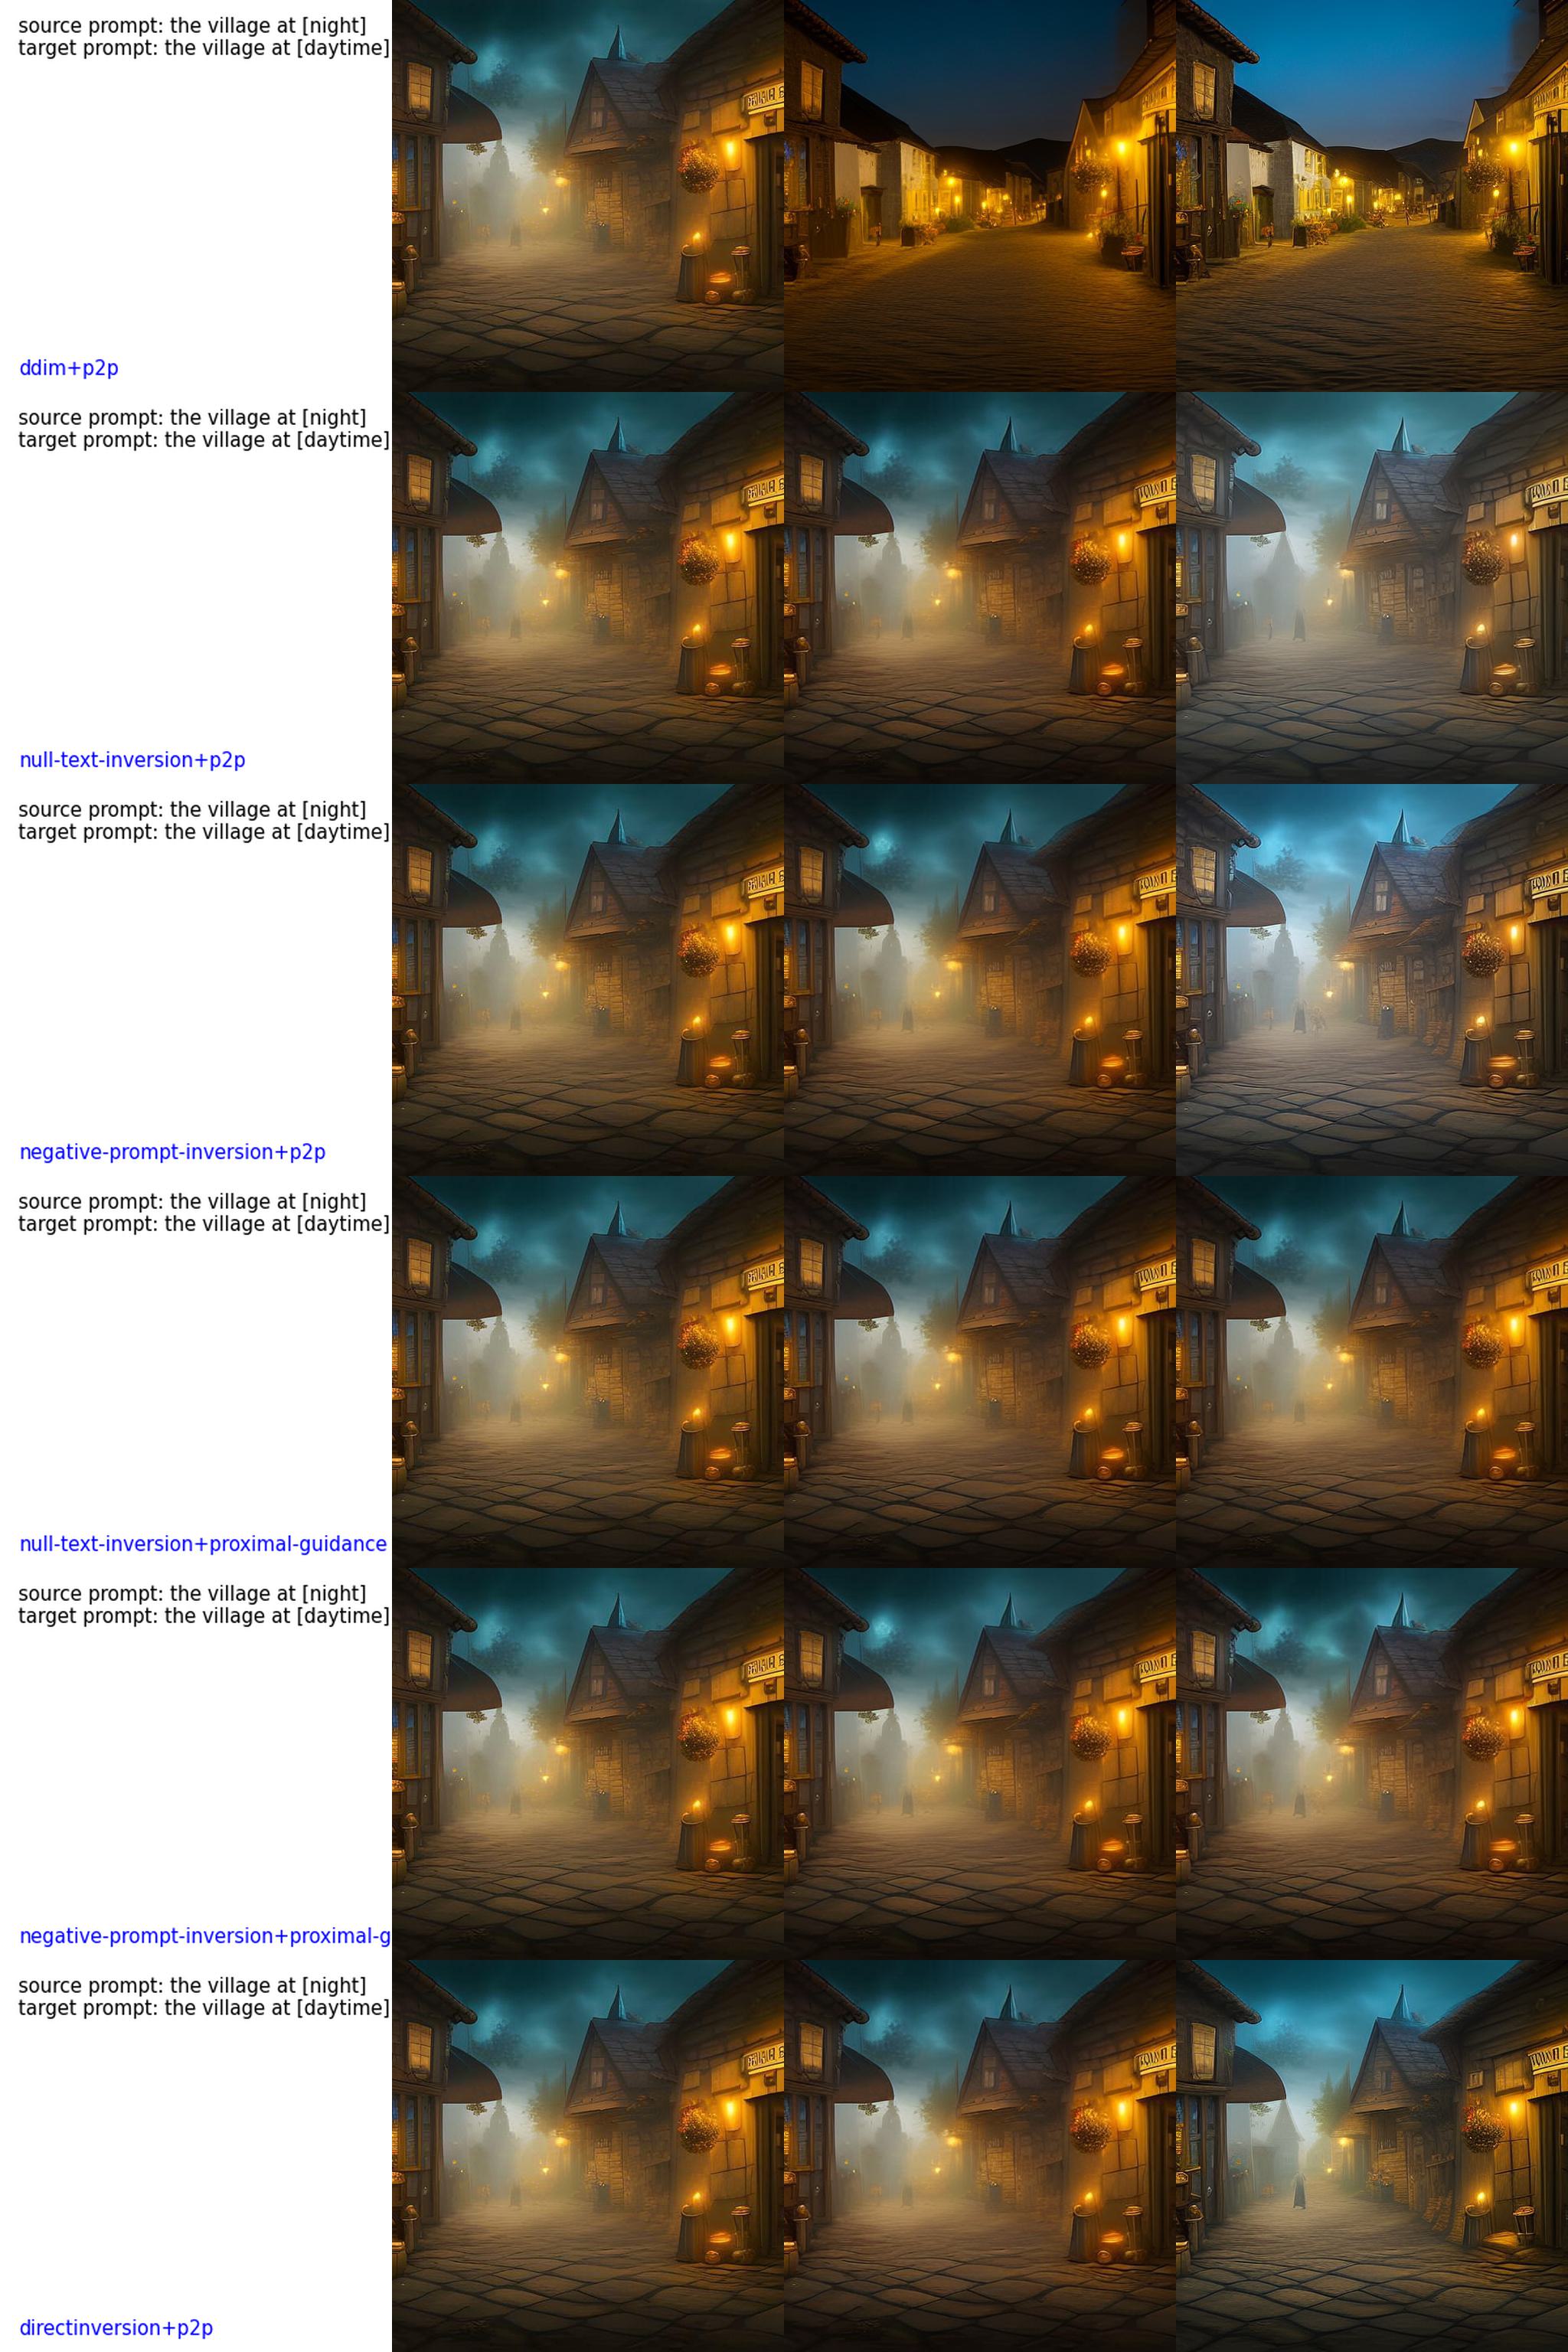 source prompt: the village at [night]
target prompt: the village at [daytime]
ddim+p2p
source prompt: the village at [night]
target prompt: the village at [daytime]
null-text-inversion+p2p
source prompt: the village at [night]
target prompt: the village at [daytime]
negative-prompt-inversion+p2p
source prompt: the village at [night]
target prompt: the village at [daytime]
null-text-inversion+proximal-guidance
source prompt: the village at [night]
target prompt: the village at [daytime]
negative-prompt-inversion+proximal-g
source prompt: the village at [night]
target prompt: the village at [daytime]
directinversion+p2p